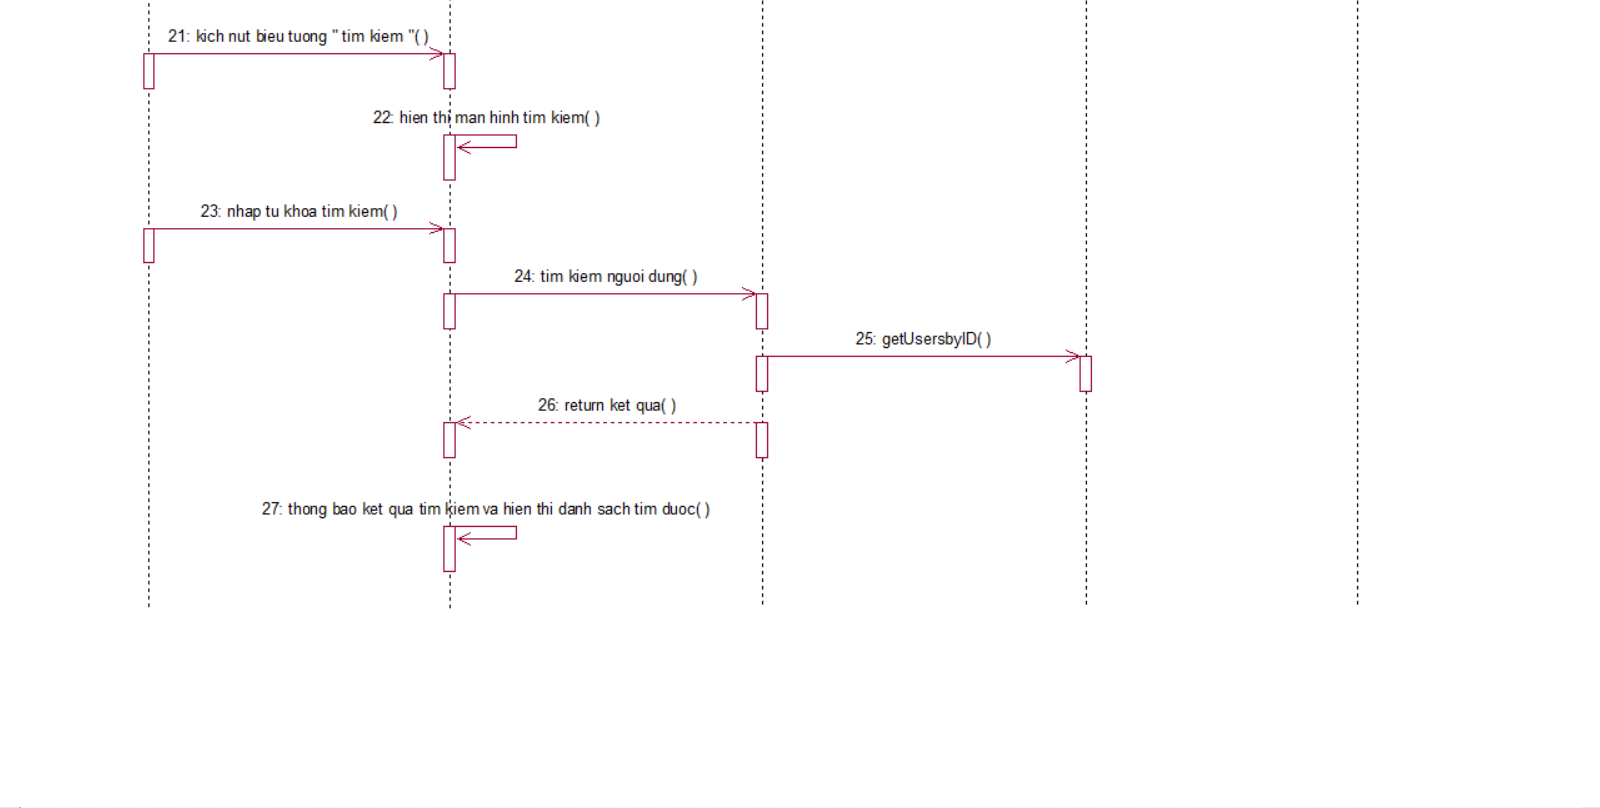 21: kich nut bieu tuong " tim kiem "( )
22: hien thi man hinh tim kiem( )
23: nhap tu khoa tim kiem( )
24: tim kiem nguoi dung( )
25: getUsersbyID( )
26: return ket qua( )
27: thong bao ket qua tim kiem va hien thi danh sach tim duoc( )